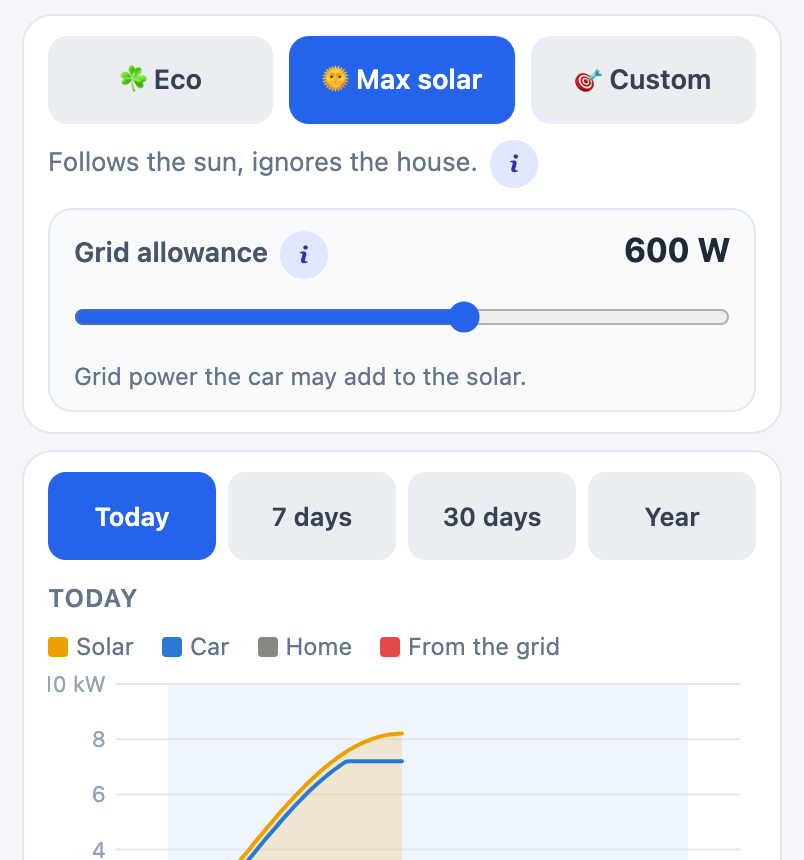 ☘️ Eco
🌞 Max solar
🎯 Custom
Follows the sun, ignores the house. i
Grid allowance i 600 W
Grid power the car may add to the solar.
Today
7 days
30 days
Year
TODAY
Solar Car Home From the grid
10 kW
8
6
4